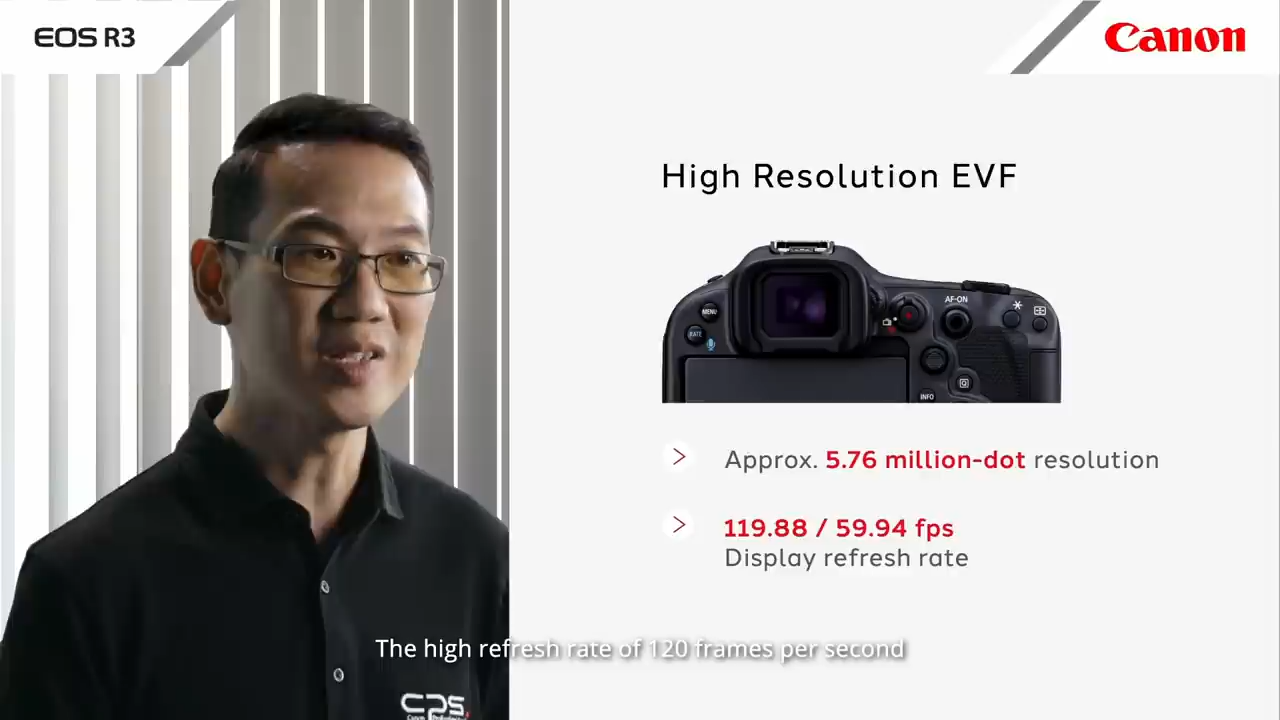 EOS R3
Canon
High Resolution EVF
MENU
RATE
AF-ON
Q
INFO
Approx. 5.76 million-dot resolution
119.88 / 59.94 fps
Display refresh rate
The high refresh rate of 120 frames per second
CPS